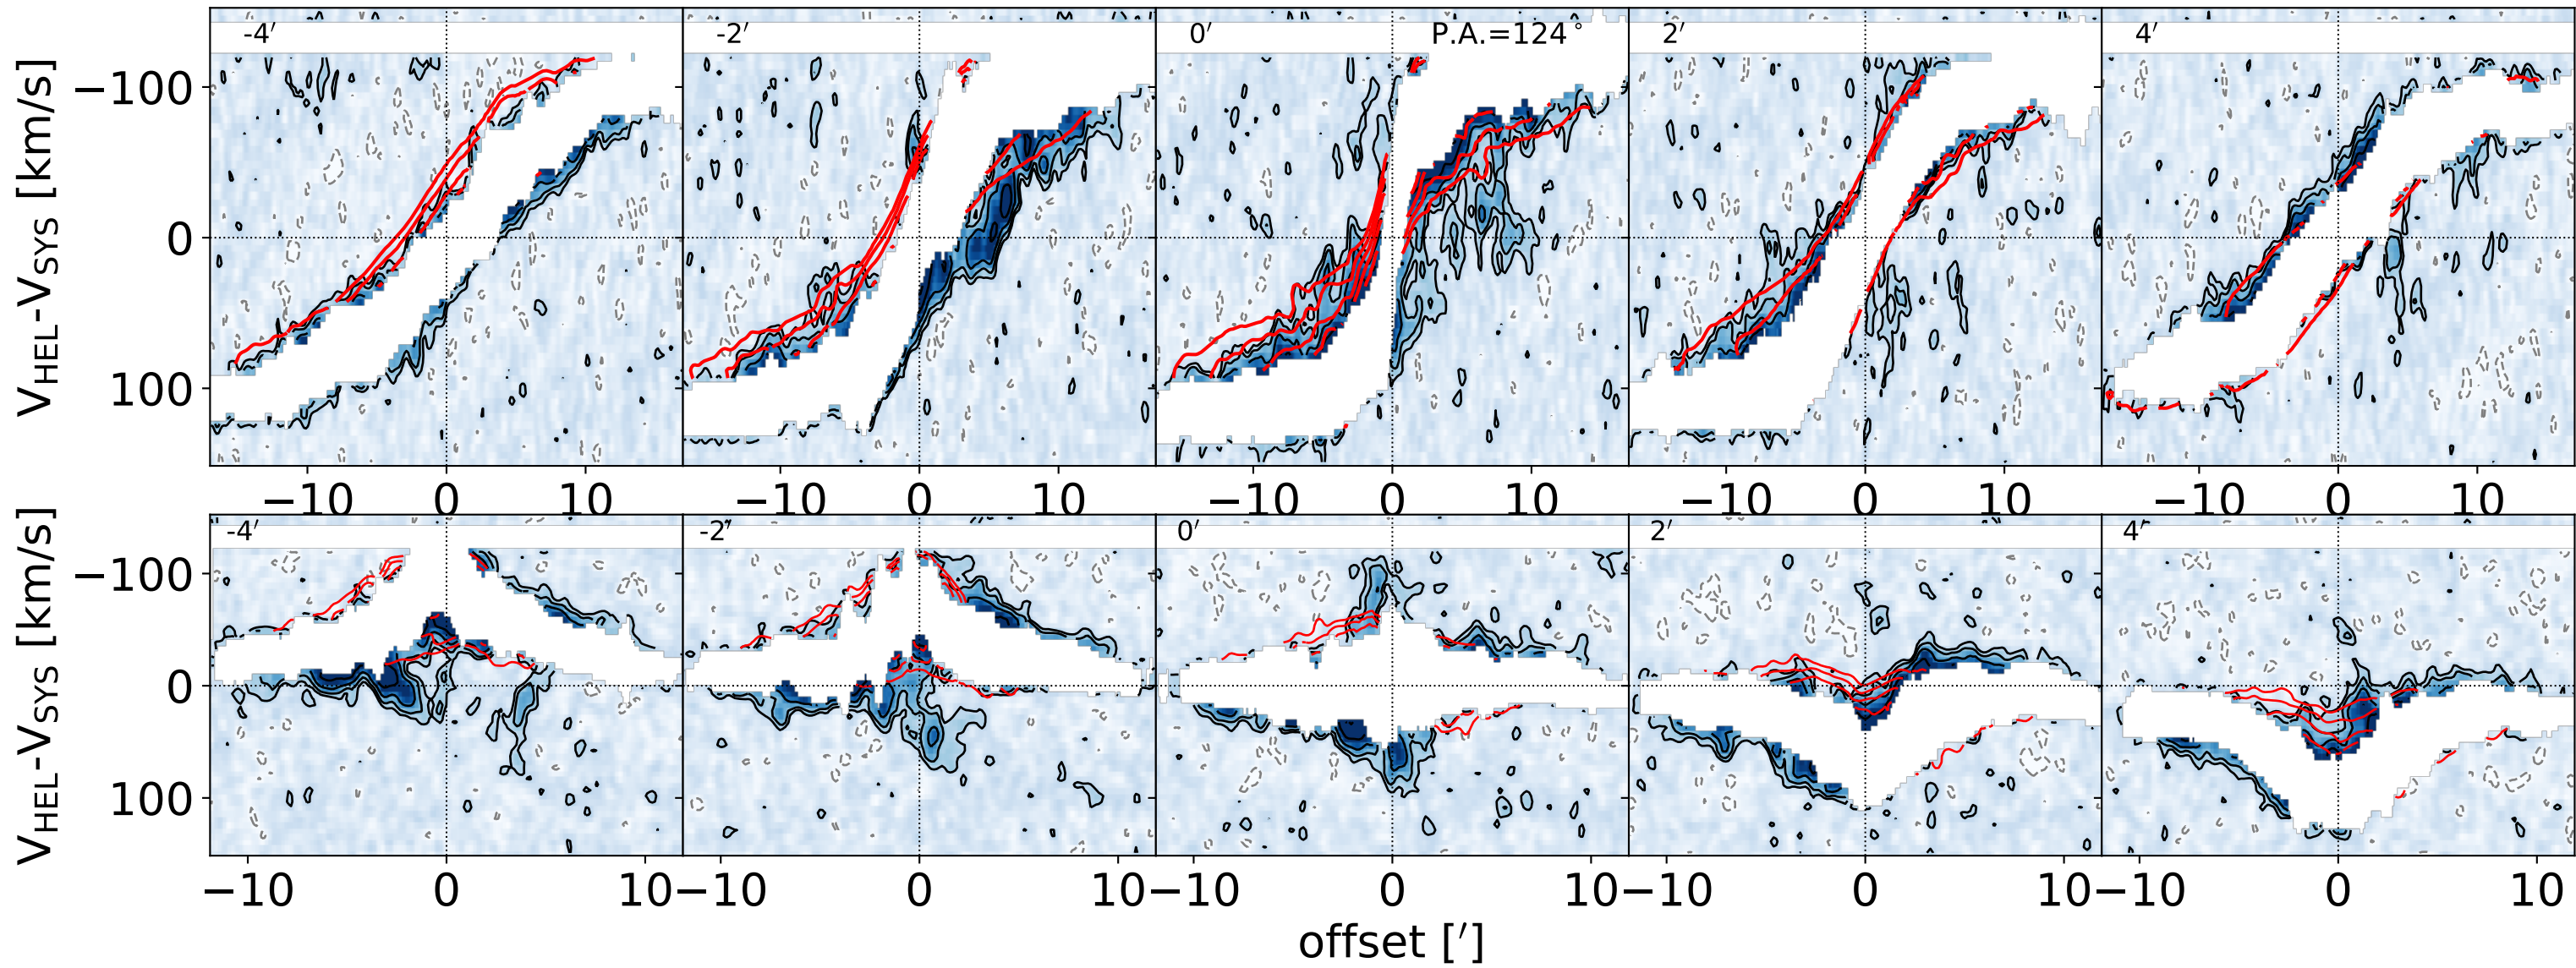 -4′ -2′ 0′ P.A.=124° 2′ 4′
V_HEL-V_SYS [km/s]
−100
0
100
−10 0 10 −10 0 10 −10 0 10 −10 0 10 −10 0 10
-4′ -2′ 0′ 2′ 4′
V_HEL-V_SYS [km/s]
−100
0
100
−10 0 10 −10 0 10 −10 0 10 −10 0 10 −10 0 10
offset [′]